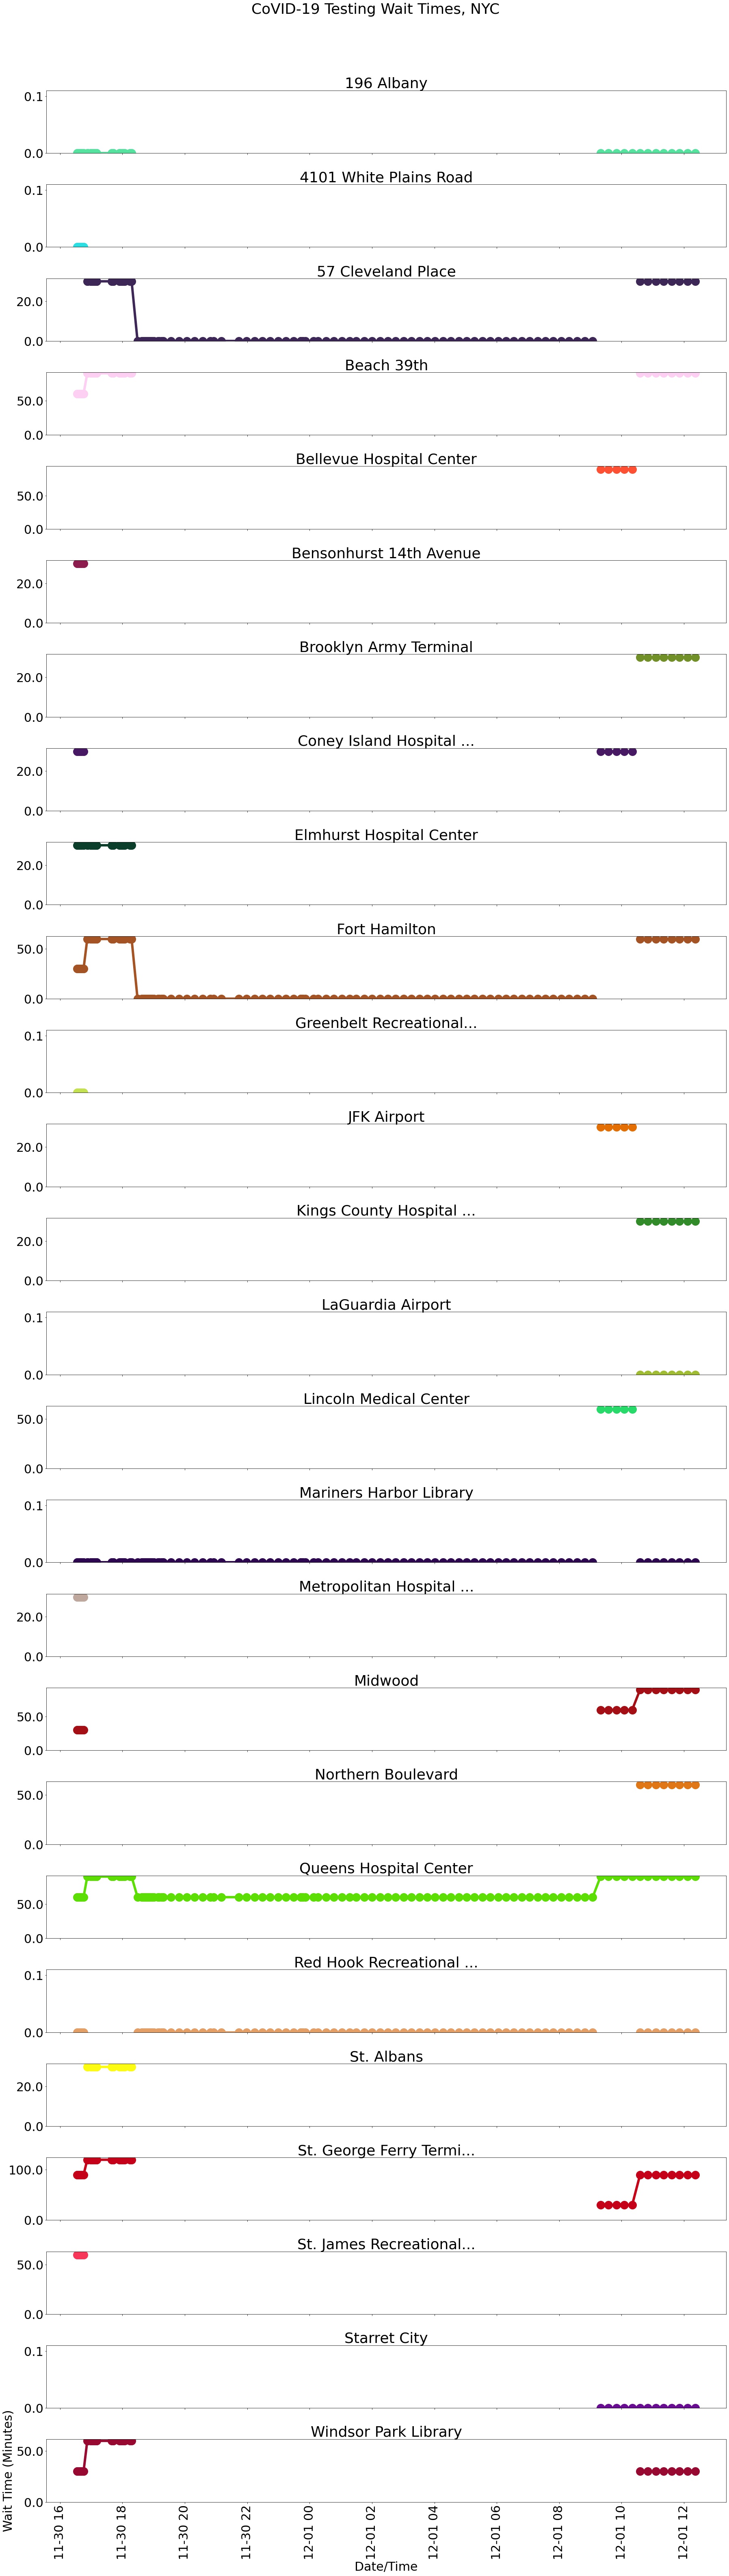 CoVID-19 Testing Wait Times, NYC
196 Albany
0.1
0.0
4101 White Plains Road
0.1
0.0
57 Cleveland Place
20.0
0.0
Beach 39th
50.0
0.0
Bellevue Hospital Center
50.0
0.0
Bensonhurst 14th Avenue
20.0
0.0
Brooklyn Army Terminal
20.0
0.0
Coney Island Hospital ...
20.0
0.0
Elmhurst Hospital Center
20.0
0.0
Fort Hamilton
50.0
0.0
Greenbelt Recreational...
0.1
0.0
JFK Airport
20.0
0.0
Kings County Hospital ...
20.0
0.0
LaGuardia Airport
0.1
0.0
Lincoln Medical Center
50.0
0.0
Mariners Harbor Library
0.1
0.0
Metropolitan Hospital ...
20.0
0.0
Midwood
50.0
0.0
Northern Boulevard
50.0
0.0
Queens Hospital Center
50.0
0.0
Red Hook Recreational ...
0.1
0.0
St. Albans
20.0
0.0
St. George Ferry Termi...
100.0
0.0
St. James Recreational...
50.0
0.0
Starret City
0.1
0.0
Windsor Park Library
50.0
0.0
Wait Time (Minutes)
11-30 16
11-30 18
11-30 20
11-30 22
12-01 00
12-01 02
12-01 04
12-01 06
12-01 08
12-01 10
12-01 12
Date/Time